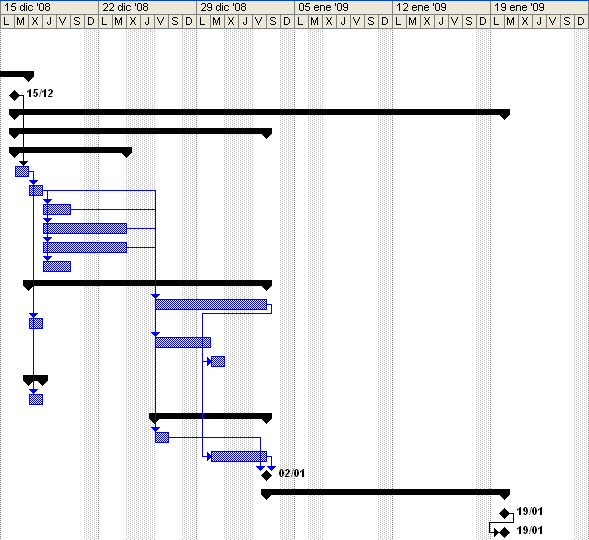 15 dic '08 22 dic '08 29 dic '08 05 ene '09 12 ene '09 19 ene '09
L M X J V S D L M X J V S D L M X J V S D L M X J V S D L M X J V S D L M X J V S D
15/12
02/01
19/01
19/01